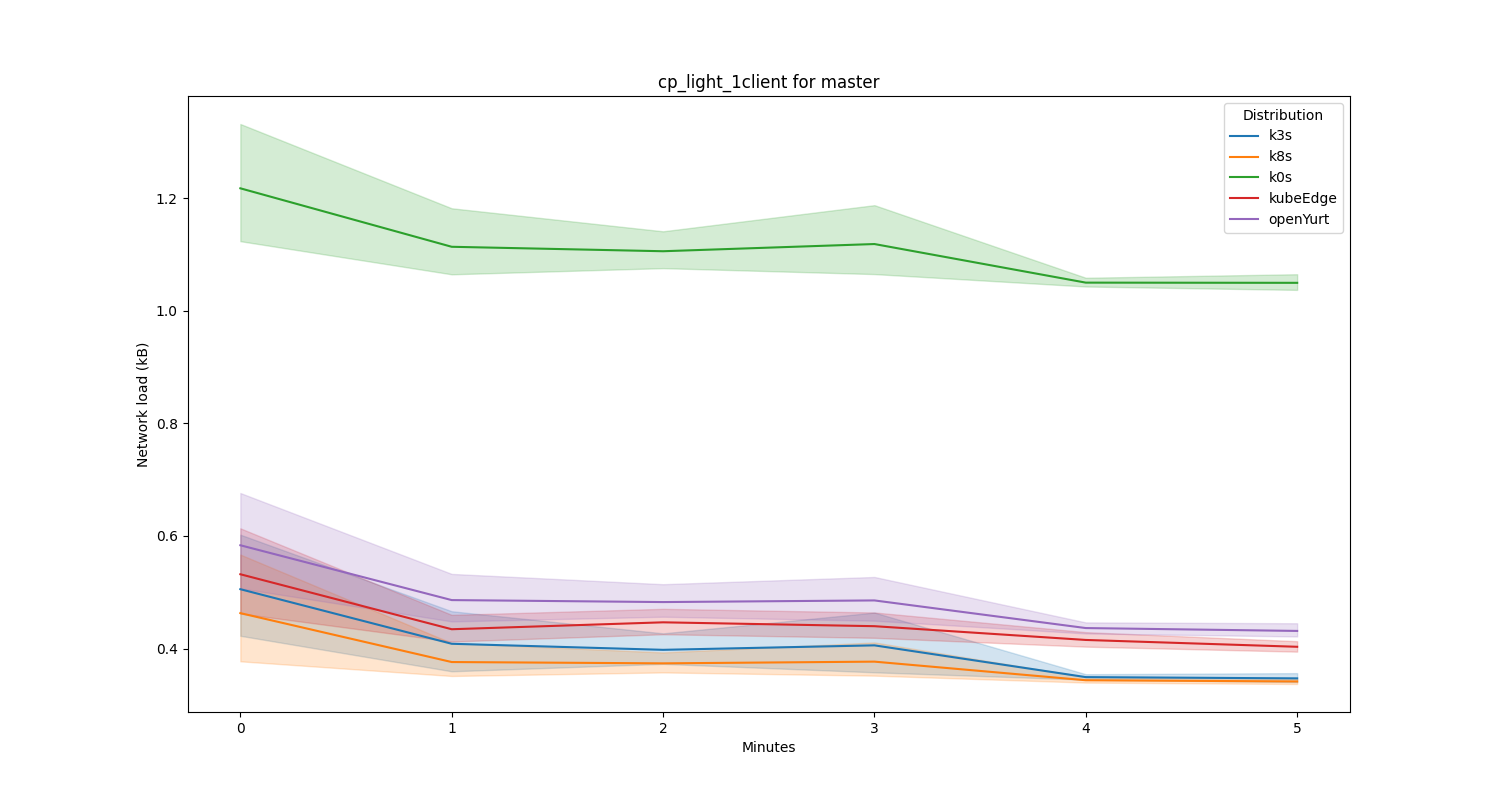 cp_light_1client for master
Distribution
k3s
k8s
k0s
kubeEdge
openYurt
Network load (kB)
1.2
1.0
0.8
0.6
0.4
0 1 2 3 4 5
Minutes